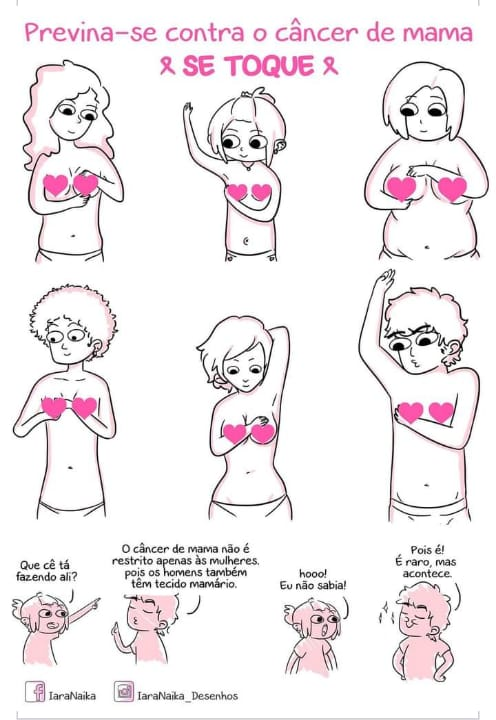 Previna-se contra o câncer de mama
SE TOQUE
Que cê tá
fazendo ali?
O câncer de mama não é
restrito apenas às mulheres.
pois os homens também
têm tecido mamário.
hooo!
Eu não sabia!
Pois é!
É raro, mas
acontece.
IaraNaika
IaraNaika_Desenhos